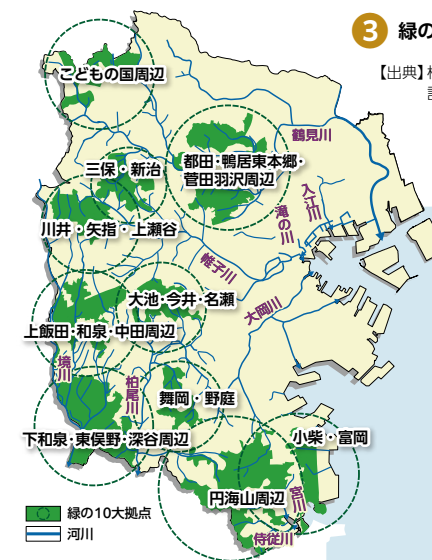 3 緑の
【出典】
こどもの国周辺
鶴見川
都田・鴨居東本郷・
菅田羽沢周辺
三保・新治
入江川
滝の川
川井・矢指・上瀬谷
帷子川
大池・今井・名瀬
大岡川
上飯田・和泉・中田周辺
境川
柏尾川
舞岡・野庭
下和泉・東俣野・深谷周辺
小柴・富岡
円海山周辺
宮川
侍従川
緑の10大拠点
河川